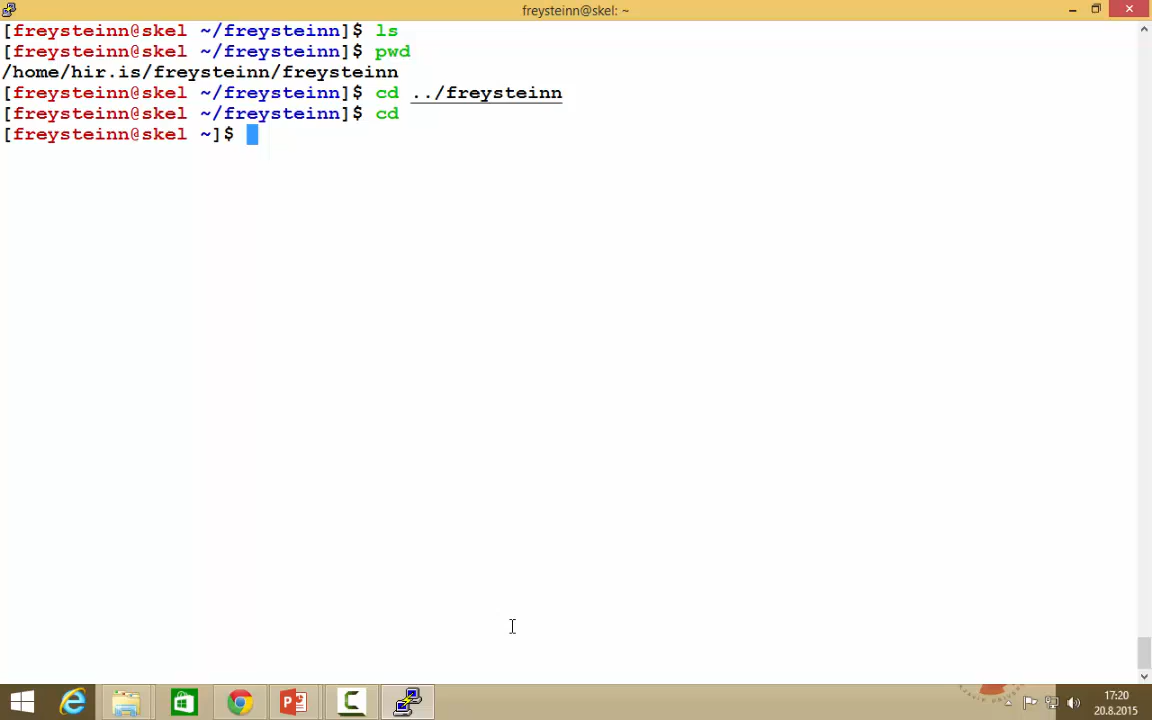 freysteinn@skel: ~
[freysteinn@skel ~/freysteinn]$ ls
[freysteinn@skel ~/freysteinn]$ pwd
/home/hir.is/freysteinn/freysteinn
[freysteinn@skel ~/freysteinn]$ cd ../freysteinn
[freysteinn@skel ~/freysteinn]$ cd
[freysteinn@skel ~]$
17:20
20.8.2015